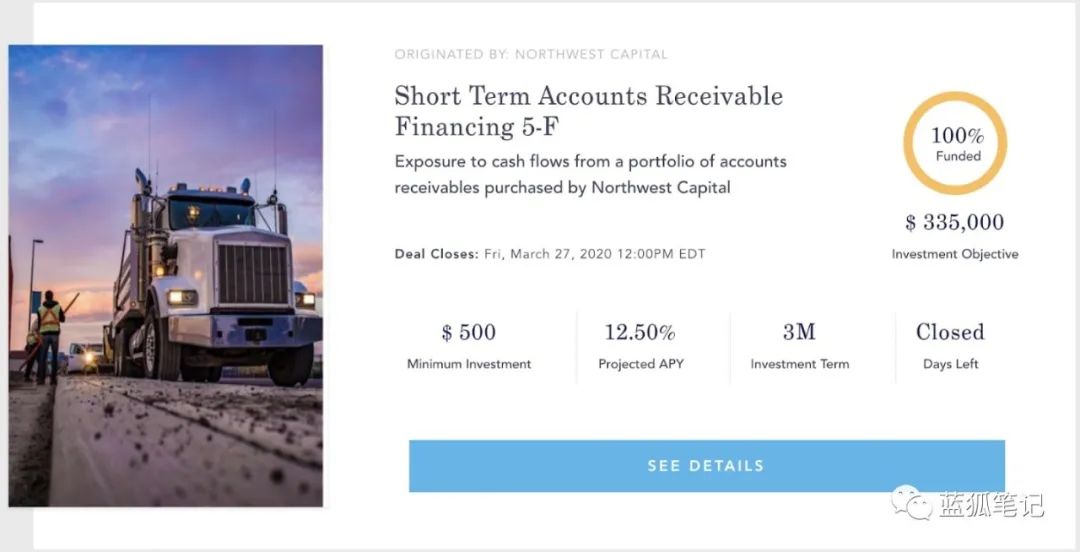 ORIGINATED BY: NORTHWEST CAPITAL
Short Term Accounts Receivable
Financing 5-F
Exposure to cash flows from a portfolio of accounts
receivables purchased by Northwest Capital
Deal Closes: Fri, March 27, 2020 12:00PM EDT
100%
Funded
$ 335,000
Investment Objective
$ 500
Minimum Investment
12.50%
Projected APY
3M
Investment Term
Closed
Days Left
SEE DETAILS
蓝狐笔记